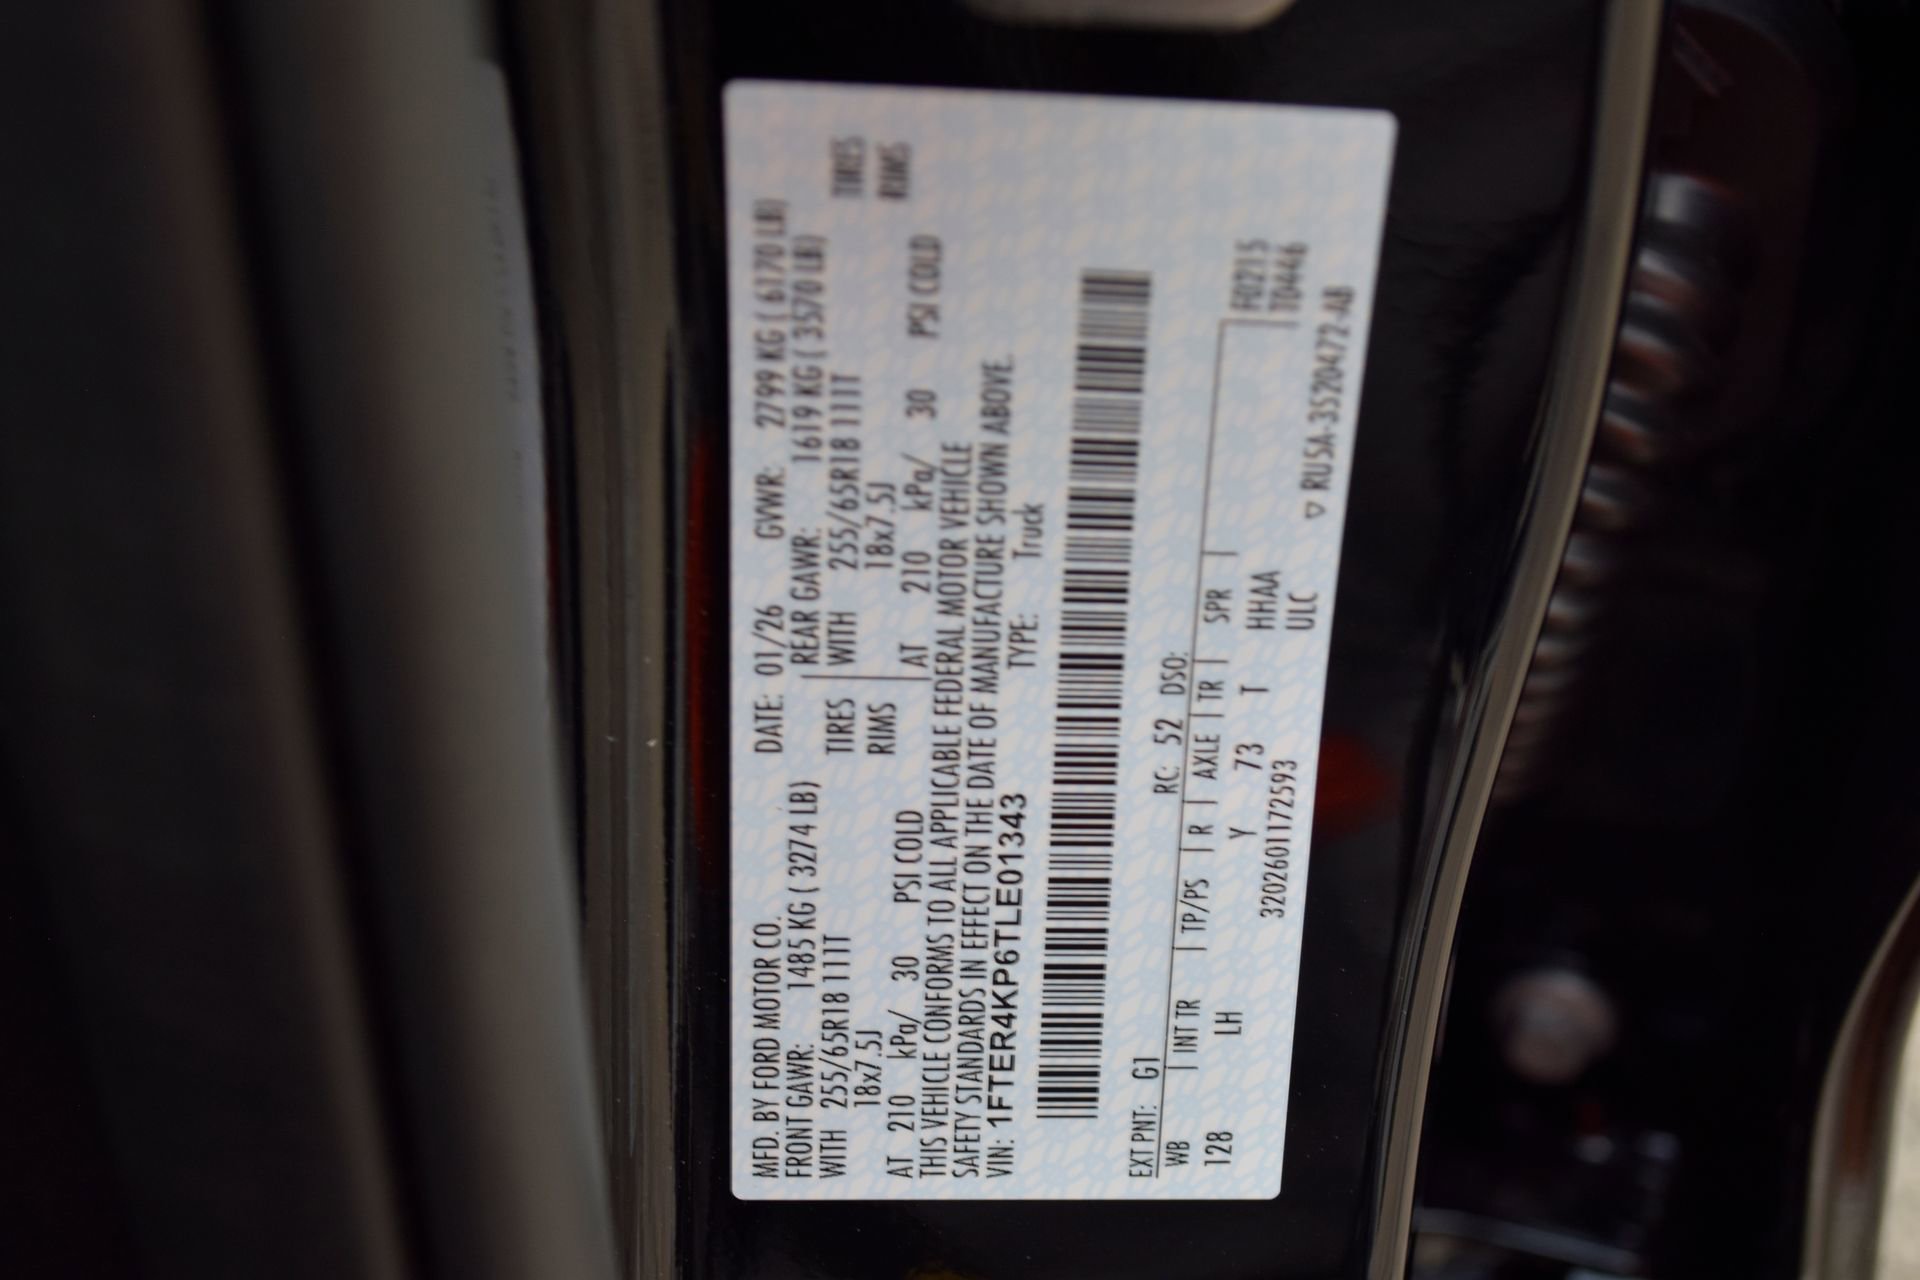 MFD. BY FORD MOTOR CO. DATE: 01/26 GVWR: 2799 KG ( 6170 LB)
FRONT GAWR: 1485 KG ( 3274 LB) REAR GAWR: 1619 KG ( 3570 LB)
WITH 255/65R18 111T TIRES WITH 255/65R18 111T TIRES
18x7.5J RIMS 18x7.5J RIMS
AT 210 kPa/ 30 PSI COLD AT 210 kPa/ 30 PSI COLD
THIS VEHICLE CONFORMS TO ALL APPLICABLE FEDERAL MOTOR VEHICLE
SAFETY STANDARDS IN EFFECT ON THE DATE OF MANUFACTURE SHOWN ABOVE.
VIN: 1FTER4KP6TLE01343 TYPE: Truck
EXT PNT: G1 RC: 52 DSO:
WB INT TR TP/PS R AXLE TR SPR F0215
128 LH Y 73 T HHAA T0446
3202601172593 ULC
▽ RUSA-3520472-AB